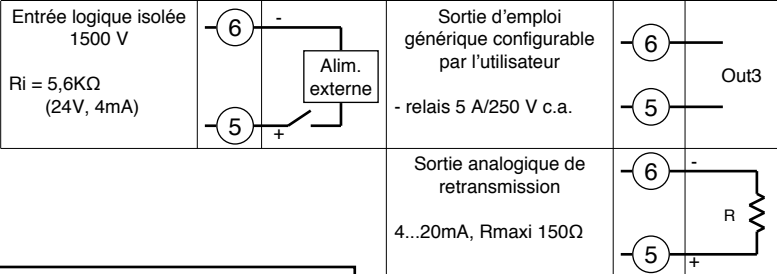 Entrée logique isolée
1500 V
Ri = 5,6KΩ
(24V, 4mA)
6
-
Alim.
externe
5
+
Sortie d’emploi
générique configurable
par l’utilisateur
- relais 5 A/250 V c.a.
6
Out3
5
Sortie analogique de
retransmission
4...20mA, Rmaxi 150Ω
6
-
R
5
+